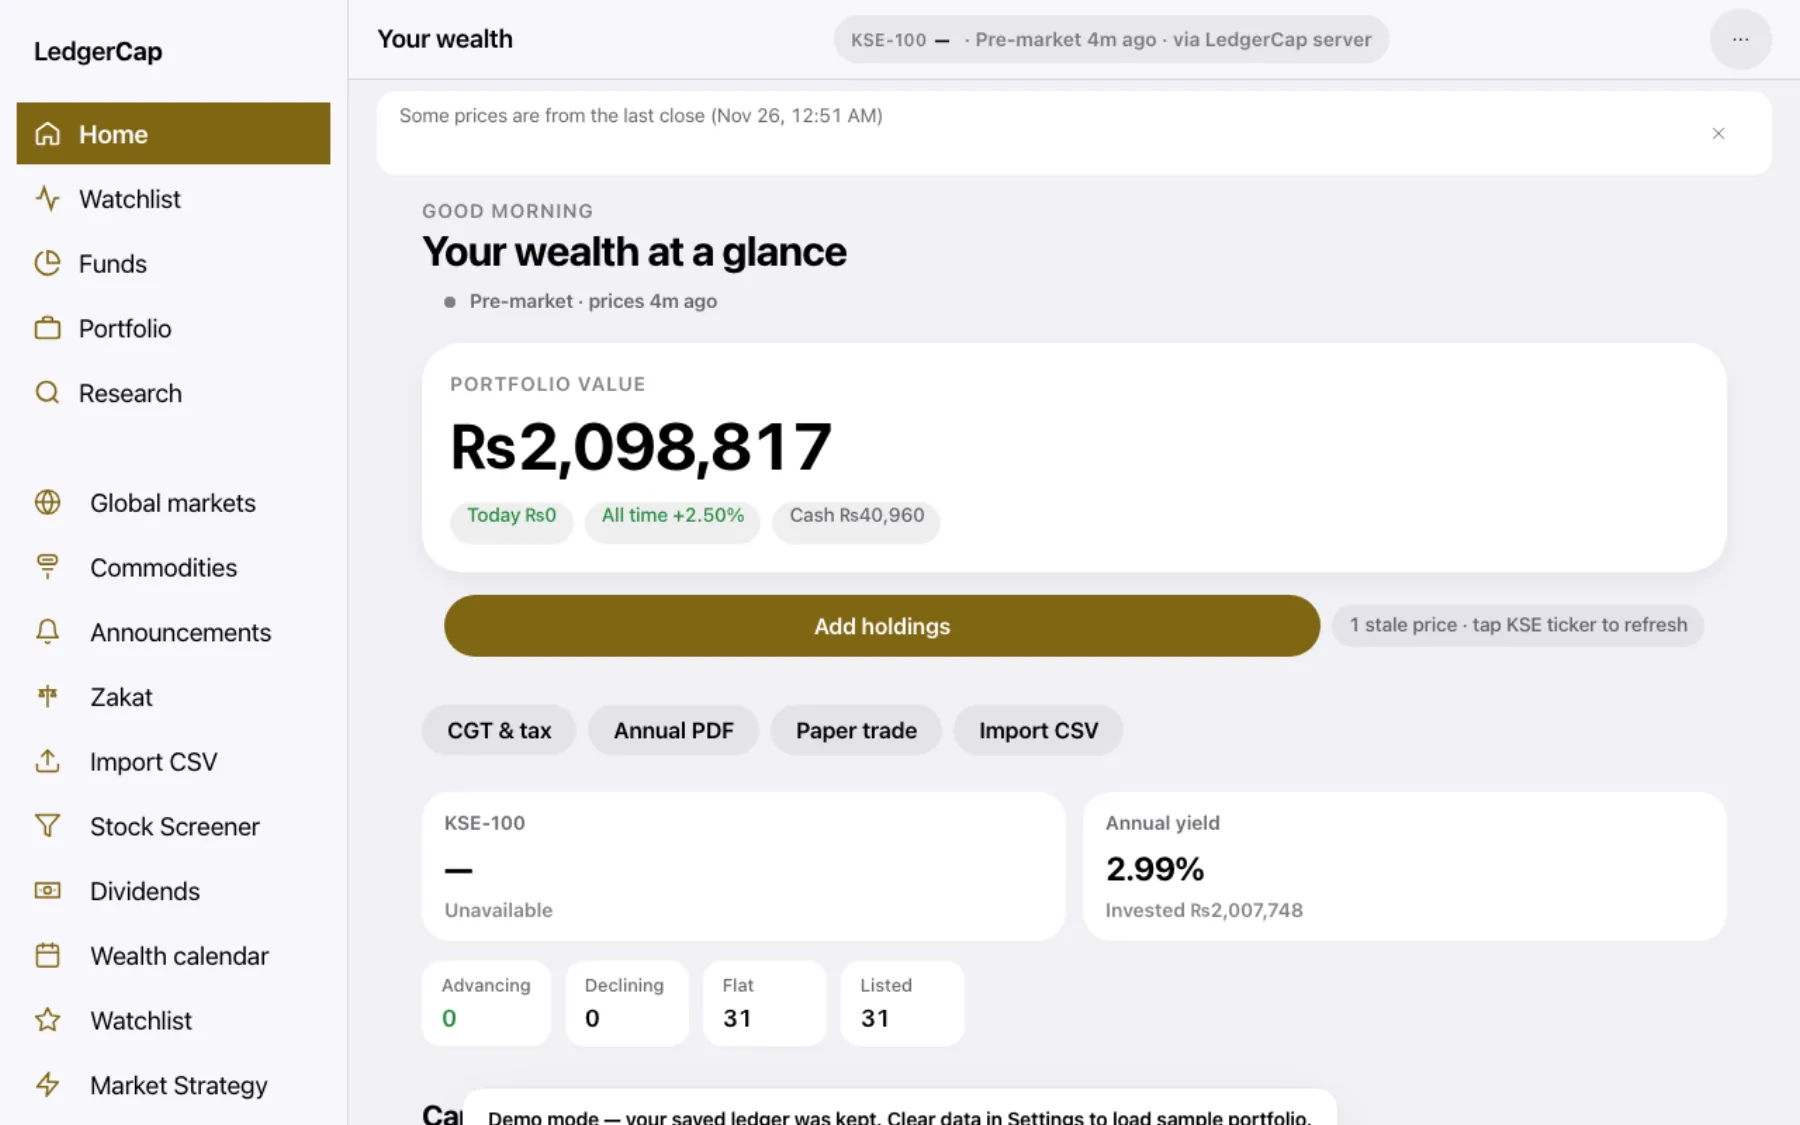 LedgerCap
Home
Watchlist
Funds
Portfolio
Research
Global markets
Commodities
Announcements
Zakat
Import CSV
Stock Screener
Dividends
Wealth calendar
Watchlist
Market Strategy
Your wealth
KSE-100 — · Pre-market 4m ago · via LedgerCap server
...
Some prices are from the last close (Nov 26, 12:51 AM)
GOOD MORNING
Your wealth at a glance
Pre-market · prices 4m ago
PORTFOLIO VALUE
₨2,098,817
Today ₨0
All time +2.50%
Cash ₨40,960
Add holdings
1 stale price · tap KSE ticker to refresh
CGT & tax
Annual PDF
Paper trade
Import CSV
KSE-100
—
Unavailable
Annual yield
2.99%
Invested ₨2,007,748
Advancing
0
Declining
0
Flat
31
Listed
31
Demo mode — your saved ledger was kept. Clear data in Settings to load sample portfolio.